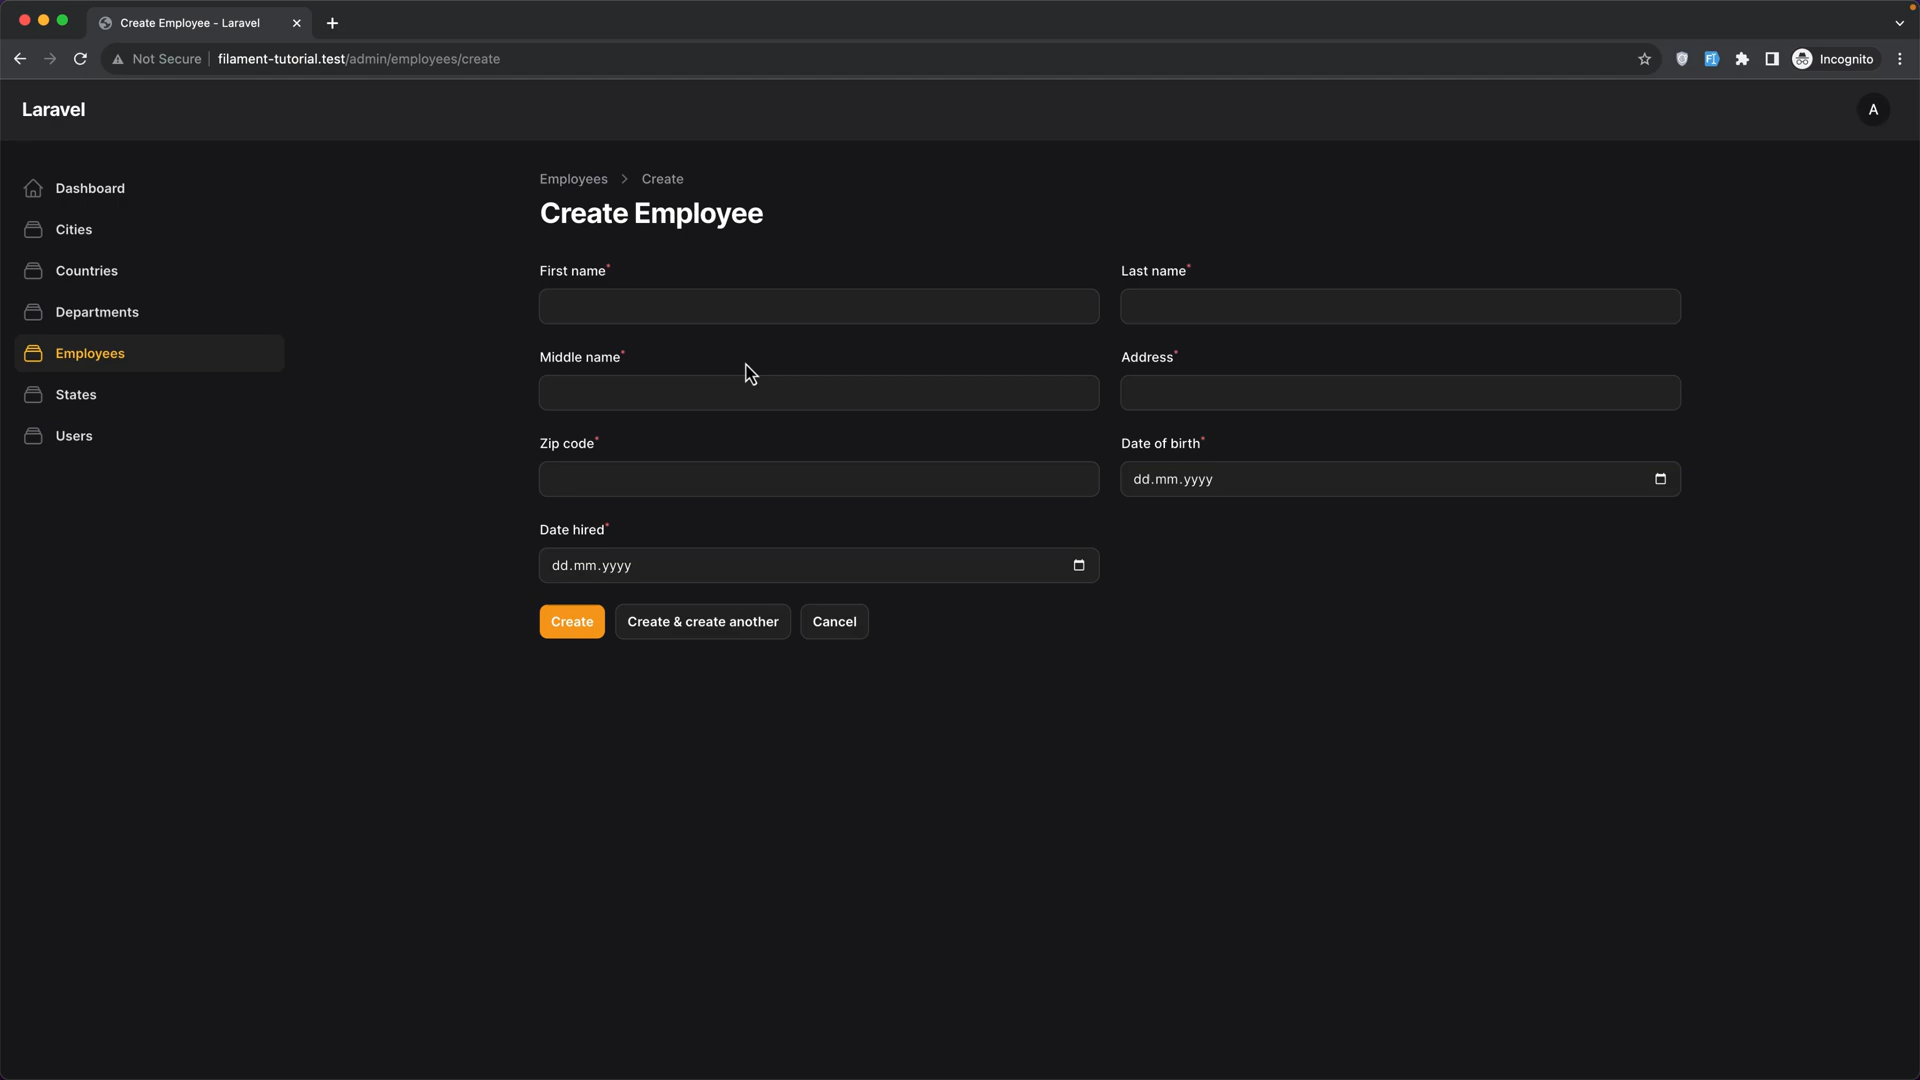 Create Employee - Laravel
Not Secure
filament-tutorial.test/admin/employees/create
Incognito
Laravel
A
Dashboard
Cities
Countries
Departments
Employees
States
Users
Employees > Create
Create Employee
First name*
Last name*
Middle name*
Address*
Zip code*
Date of birth*
dd.mm.yyyy
Date hired*
dd.mm.yyyy
Create
Create & create another
Cancel